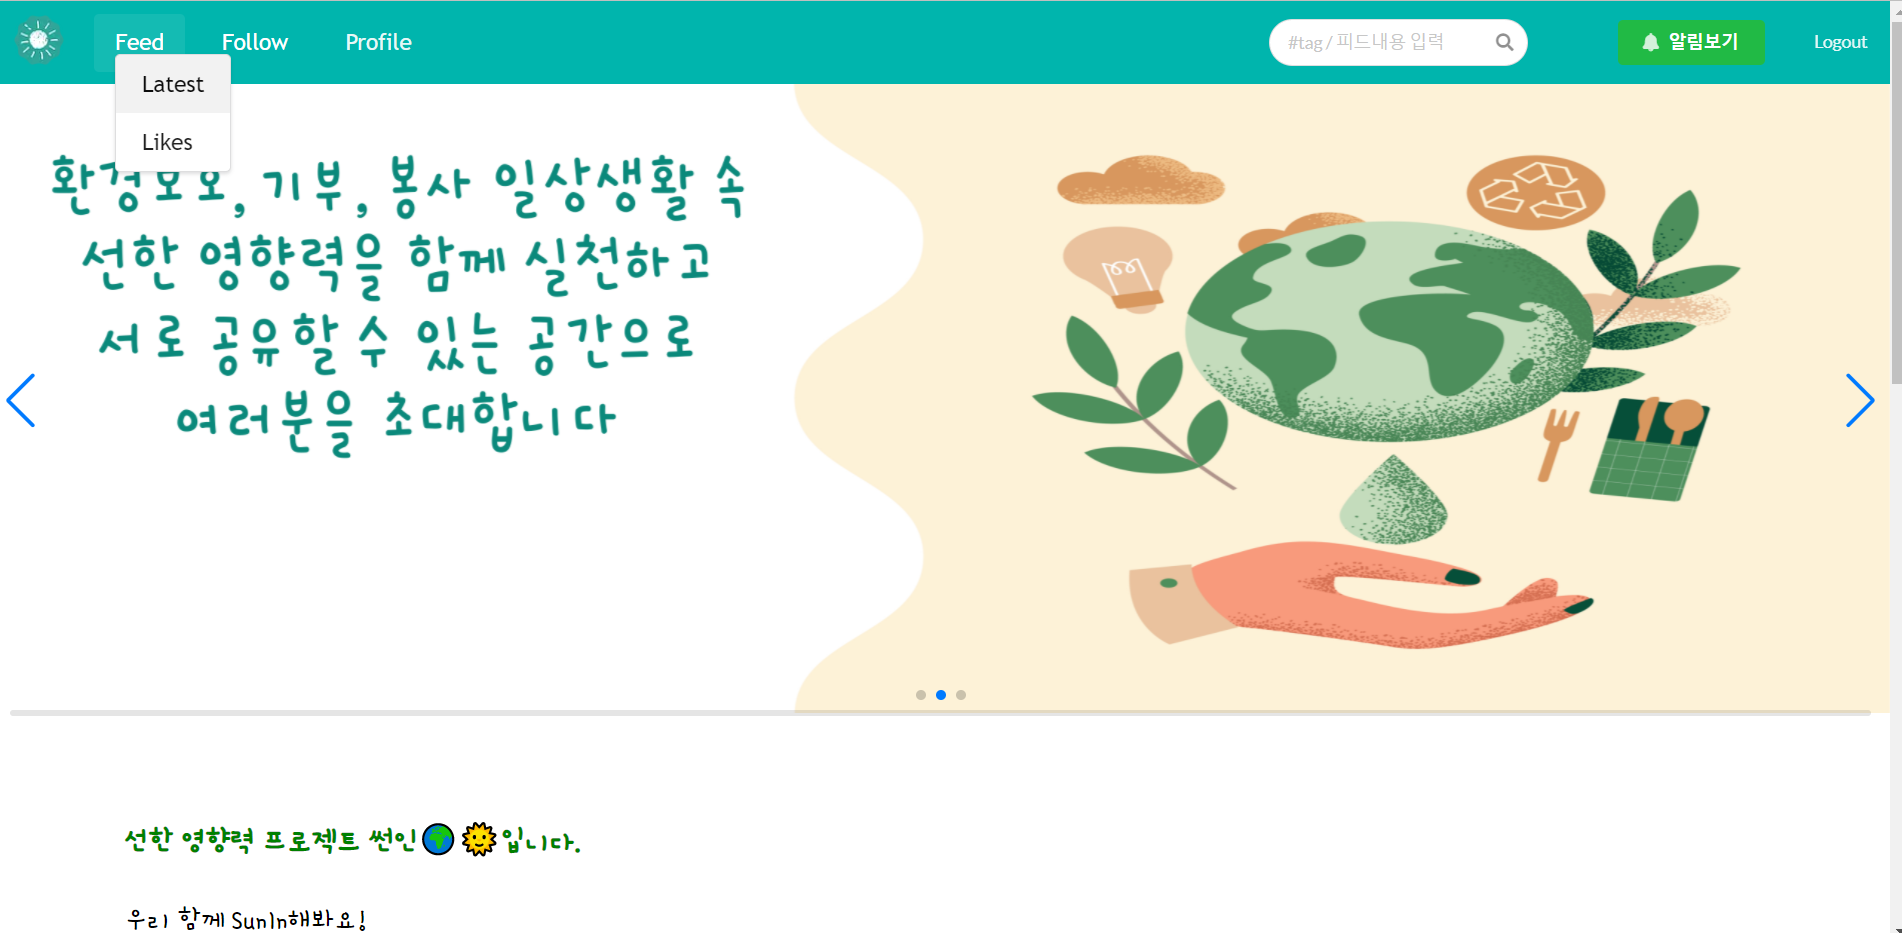 Feed Follow Profile #tag / 피드내용 입력 알림보기 Logout
Latest
Likes
환경보호, 기부, 봉사 일상생활 속
선한 영향력을 함께 실천하고
서로 공유할 수 있는 공간으로
여러분을 초대합니다
선한 영향력 프로젝트 썬인🌍🌞입니다.
우리 함께 SunIn해봐요!